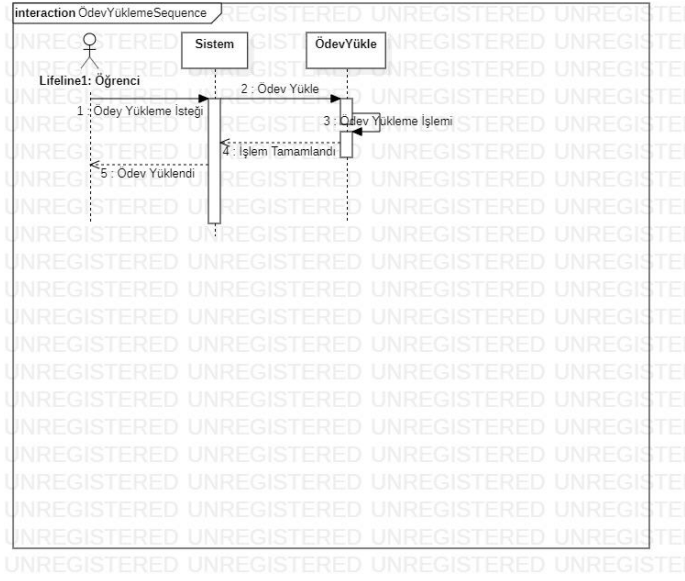 interaction ÖdevYüklemeSequence
Sistem
ÖdevYükle
Lifeline1: Öğrenci
2 : Ödev Yükle
1 : Ödey Yükleme İsteği
3 : Ödev Yükleme İşlemi
4 : İşlem Tamamlandı
5 : Ödev Yüklendi
UNREGISTERED UNREGISTERED UNREGISTERED UNREGISTE